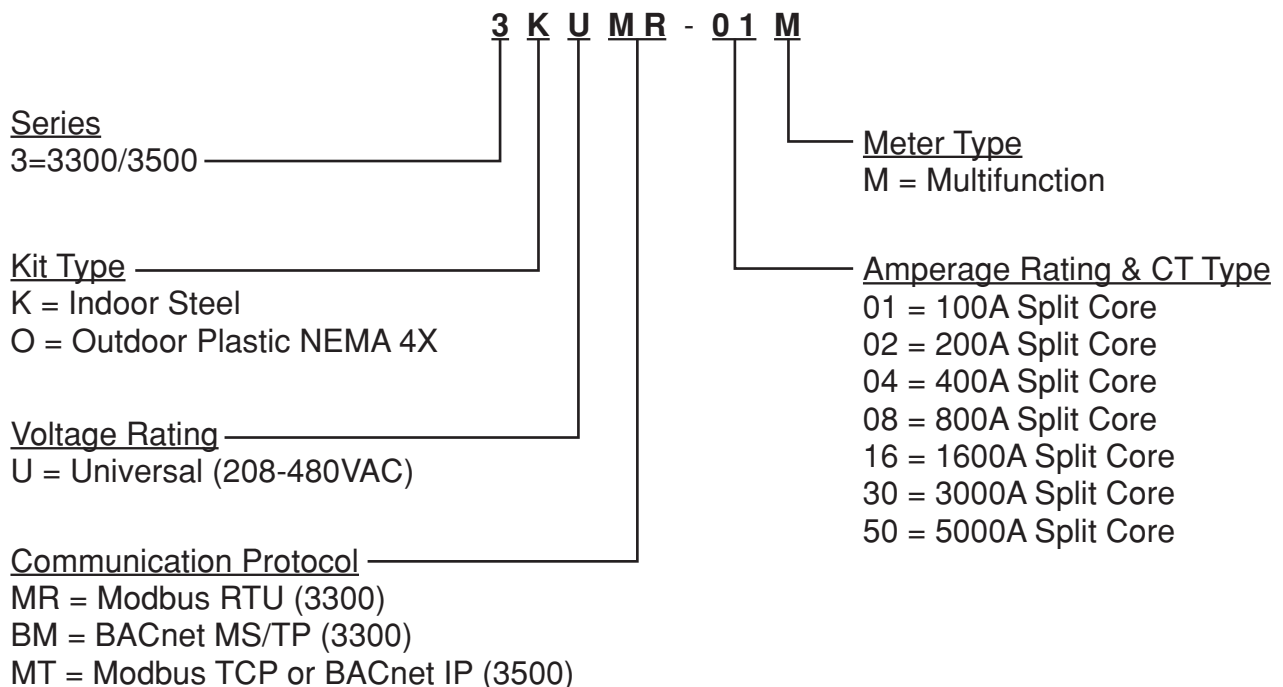 3 K U MR - 01 M
Series
3=3300/3500
Kit Type
K = Indoor Steel
O = Outdoor Plastic NEMA 4X
Voltage Rating
U = Universal (208-480VAC)
Communication Protocol
MR = Modbus RTU (3300)
BM = BACnet MS/TP (3300)
MT = Modbus TCP or BACnet IP (3500)
Meter Type
M = Multifunction
Amperage Rating & CT Type
01 = 100A Split Core
02 = 200A Split Core
04 = 400A Split Core
08 = 800A Split Core
16 = 1600A Split Core
30 = 3000A Split Core
50 = 5000A Split Core